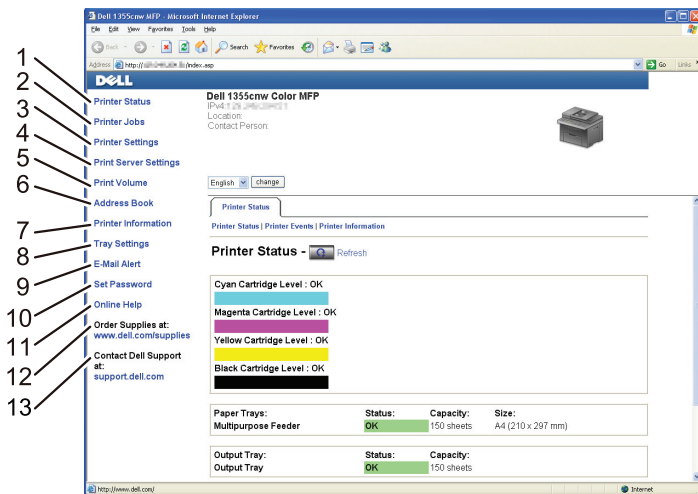 Dell 1355cnw MFP - Microsoft Internet Explorer
File Edit View Favorites Tools Help
Back Search Favorites
Address http:// /index.asp Go Links
DELL
1 Printer Status
2 Printer Jobs
3 Printer Settings
4 Print Server Settings
5 Print Volume
6 Address Book
7 Printer Information
8 Tray Settings
9 E-Mail Alert
10 Set Password
11 Online Help
12 Order Supplies at:
www.dell.com/supplies
13 Contact Dell Support
at:
support.dell.com
Dell 1355cnw Color MFP
IPv4:
Location:
Contact Person:
English change
Printer Status
Printer Status | Printer Events | Printer Information
Printer Status - Refresh
Cyan Cartridge Level : OK
Magenta Cartridge Level : OK
Yellow Cartridge Level : OK
Black Cartridge Level : OK
Paper Trays: Status: Capacity: Size:
Multipurpose Feeder OK 150 sheets A4 (210 x 297 mm)
Output Tray: Status: Capacity:
Output Tray OK 150 sheets
http://www.dell.com/ Internet